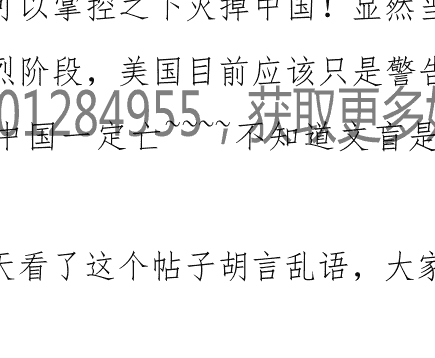 可以掌控之下灭掉中国！显然当
烈阶段，美国目前应该只是警告
01284955，获取更多
中国一定亡~~~~不知道文盲是
天看了这个帖子胡言乱语，大家